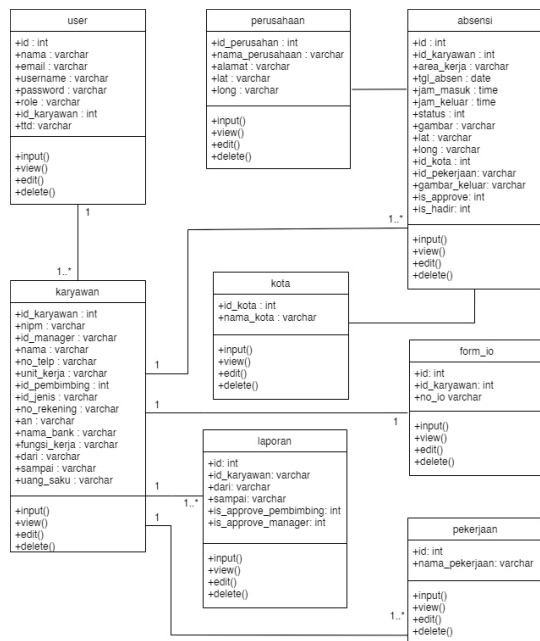 user
+id : int
+nama : varchar
+email : varchar
+username : varchar
+password : varchar
+role : varchar
+id_karyawan : int
+ttd: varchar
+input()
+view()
+edit()
+delete()
perusahaan
+id_perusahan : int
+nama_perusahaan : varchar
+alamat : varchar
+lat : varchar
+long : varchar
+input()
+view()
+edit()
+delete()
absensi
+id : int
+id_karyawan : int
+area_kerja : varchar
+tgl_absen : date
+jam_masuk : time
+jam_keluar : time
+status : int
+gambar : varchar
+lat : varchar
+long : varchar
+id_kota : int
+id_pekerjaan: varchar
+gambar_keluar: varchar
+is_approve: int
+is_hadir: int
+input()
+view()
+edit()
+delete()
1
1..*
1..*
karyawan
+id_karyawan : int
+nipm : varchar
+id_manager : varchar
+nama : varchar
+no_telp : varchar
+unit_kerja : varchar
+id_pembimbing : int
+id_jenis : varchar
+no_rekening : varchar
+an : varchar
+nama_bank : varchar
+fungsi_kerja : varchar
+dari : varchar
+sampai : varchar
+uang_saku : varchar
+input()
+view()
+edit()
+delete()
kota
+id_kota : int
+nama_kota : varchar
+input()
+view()
+edit()
+delete()
form_io
+id: int
+id_karyawan: int
+no_io varchar
+input()
+view()
+edit()
+delete()
1
1
1
laporan
+id: int
+id_karyawan: varchar
+dari: varchar
+sampai: varchar
+is_approve_pembimbing: int
+is_approve_manager: int
+input()
+view()
+edit()
+delete()
1
1..*
1
pekerjaan
+id: int
+nama_pekerjaan: varchar
+input()
+view()
+edit()
+delete()
1..*